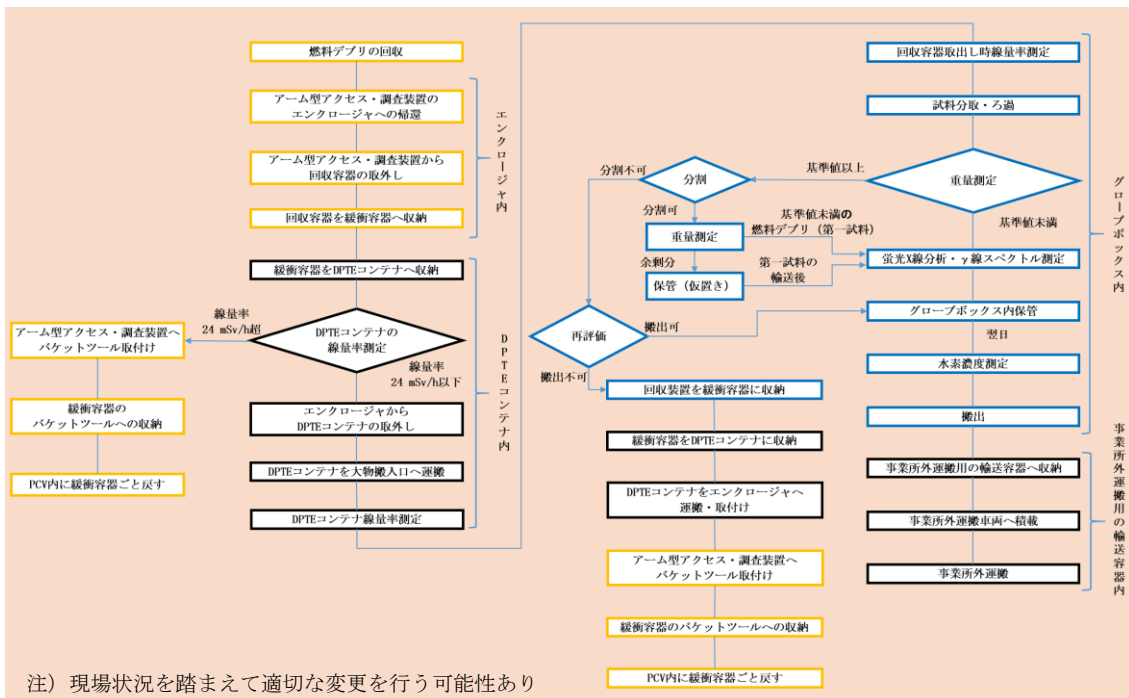 燃料デブリの回収
アーム型アクセス・調査装置の
エンクロージャへの帰還
アーム型アクセス・調査装置から
回収容器の取外し
回収容器を緩衝容器へ収納
エンクロージャ内
緩衝容器をDPTEコンテナへ収納
DPTEコンテナの
線量率測定
線量率
24 mSv/h超
線量率
24 mSv/h以下
アーム型アクセス・調査装置へ
バケットツール取付け
緩衝容器の
バケットツールへの収納
PCV内に緩衝容器ごと戻す
エンクロージャから
DPTEコンテナの取外し
DPTEコンテナを大物搬入口へ運搬
DPTEコンテナ線量率測定
DPTEコンテナ内
回収容器取出し時線量率測定
試料分取・ろ過
重量測定
基準値以上
基準値未満
分割
分割不可
分割可
重量測定
基準値未満の
燃料デブリ（第一試料）
余剰分
保管（仮置き）
第一試料の
輸送後
蛍光X線分析・γ線スペクトル測定
再評価
搬出可
搬出不可
グローブボックス内保管
翌日
水素濃度測定
搬出
グローブボックス内
回収装置を緩衝容器に収納
緩衝容器をDPTEコンテナに収納
DPTEコンテナをエンクロージャへ
運搬・取付け
アーム型アクセス・調査装置へ
バケットツール取付け
緩衝容器のバケットツールへの収納
PCV内に緩衝容器ごと戻す
事業所外運搬用の輸送容器へ収納
事業所外運搬車両へ積載
事業所外運搬
事業所外運搬用の輸送容器内
注）現場状況を踏まえて適切な変更を行う可能性あり